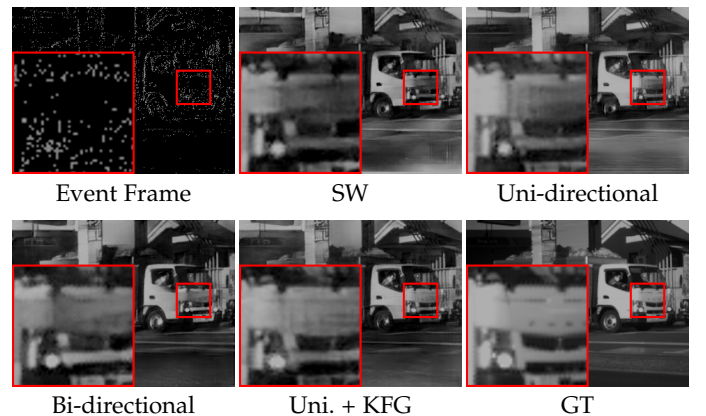 Event Frame
SW
Uni-directional
Bi-directional
Uni. + KFG
GT